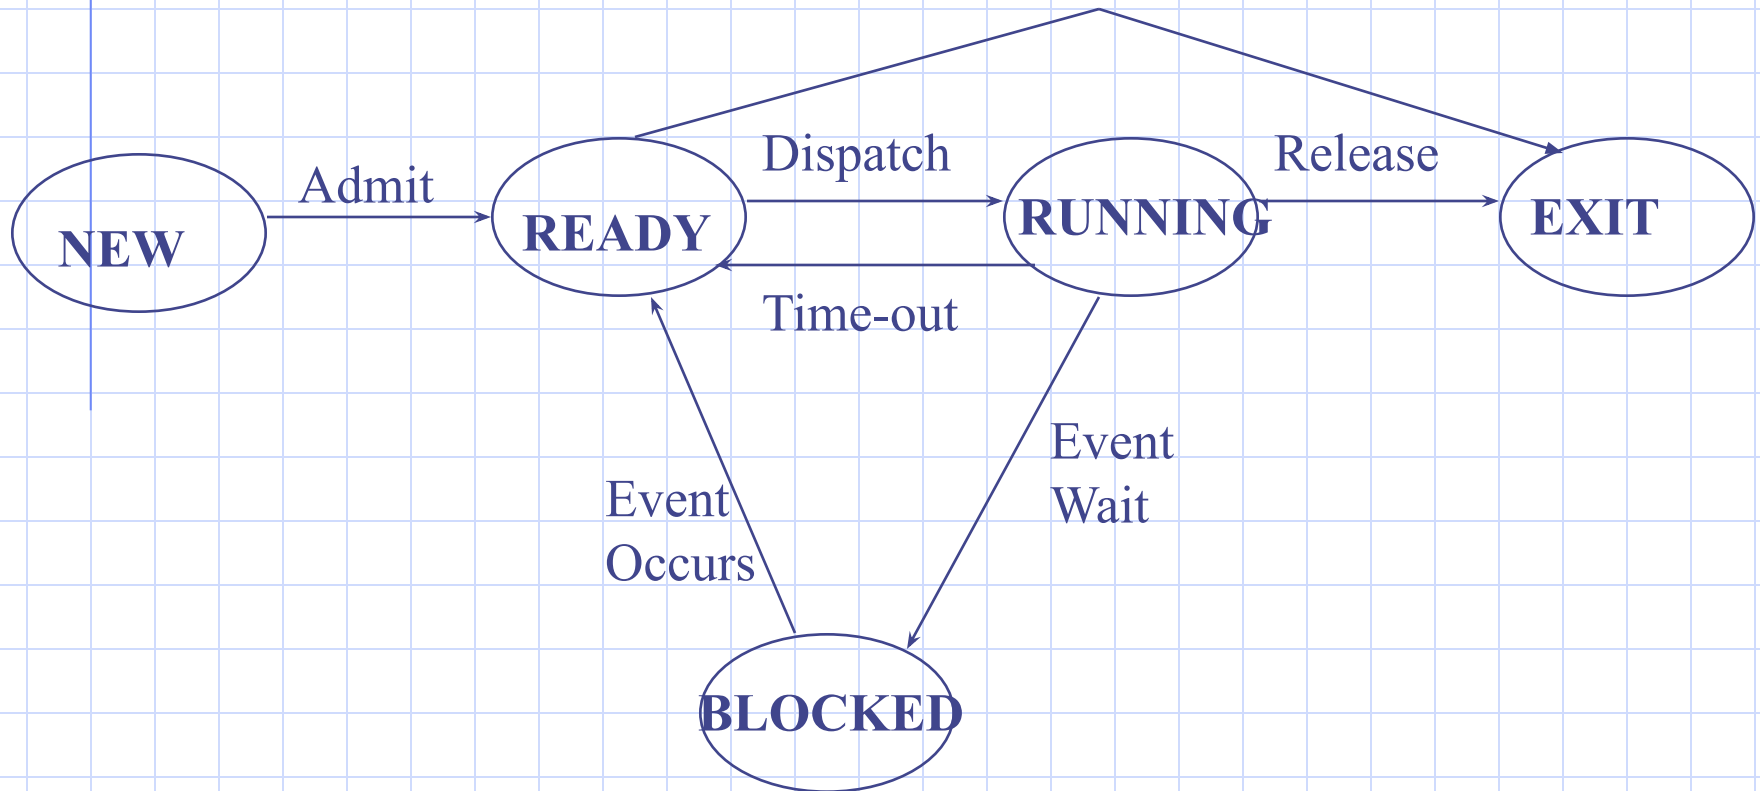 Dispatch
Release
Admit
NEW
READY
RUNNING
EXIT
Time-out
Event
Wait
Event
Occurs
BLOCKED